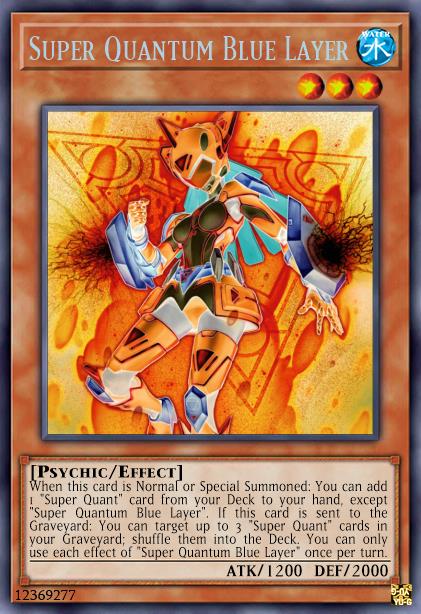 Super Quantum Blue Layer
WATER
水
[Psychic/Effect]
When this card is Normal or Special Summoned: You can add
1 "Super Quant" card from your Deck to your hand, except
"Super Quantum Blue Layer". If this card is sent to the
Graveyard: You can target up to 3 "Super Quant" cards in
your Graveyard; shuffle them into the Deck. You can only
use each effect of "Super Quantum Blue Layer" once per turn.
ATK/1200 DEF/2000
12369277